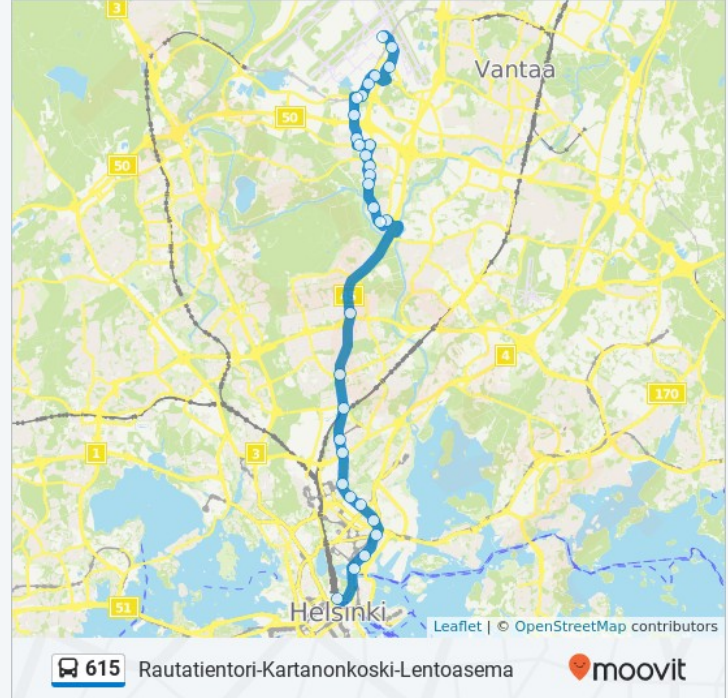 3
Vantaa
50
50
4
170
1
3
51
Helsinki
Leaflet | © OpenStreetMap contributors
615 Rautatientori-Kartanonkoski-Lentoasema moovit